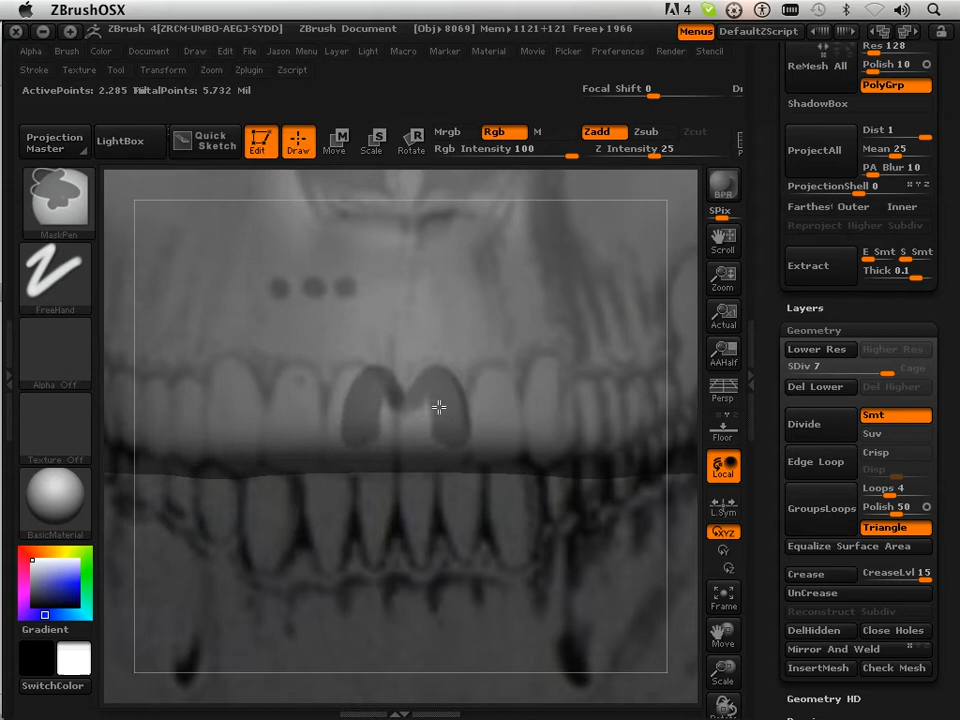 ZBrushOSX
4
ZBrush 4[ZRCM-UMBO-AEGJ-SYDD]
ZBrush Document
[Obj▸8069] Mem▸1121+121 Free▸1966
Menus
DefaultZScript
Alpha
Brush
Color
Document
Draw
Edit
File
Jason Menu
Layer
Light
Macro
Marker
Material
Movie
Picker
Preferences
Render
Stencil
Stroke
Texture
Tool
Transform
Zoom
Zplugin
Zscript
ActivePoints: 2.285
TotalPoints: 5.732 Mil
Focal Shift 0
Projection
Master
LightBox
Quick
Sketch
Edit
Draw
Move
Scale
Rotate
Mrgb
Rgb
M
Rgb Intensity 100
Zadd
Zsub
Zcut
Z Intensity 25
MaskPen
FreeHand
Alpha Off
Texture Off
BasicMaterial
Gradient
SwitchColor
BPR
SPix
Scroll
Zoom
Actual
AAHalf
Persp
Floor
Local
L.Sym
XYZ
Frame
Move
Scale
ReMesh All
Res 128
Polish 10
PolyGrp
ShadowBox
ProjectAll
Dist 1
Mean 25
PA Blur 10
ProjectionShell 0
Farthest
Outer
Inner
Reproject Higher Subdiv
Extract
E Smt
S Smt
Thick 0.1
Layers
Geometry
Lower Res
Higher Res
SDiv 7
Cage
Del Lower
Del Higher
Divide
Smt
Suv
Edge Loop
Crisp
Disp
GroupsLoops
Loops 4
Polish 50
Triangle
Equalize Surface Area
Crease
CreaseLvl 15
UnCrease
Reconstruct Subdiv
DelHidden
Close Holes
Mirror And Weld
InsertMesh
Check Mesh
Geometry HD